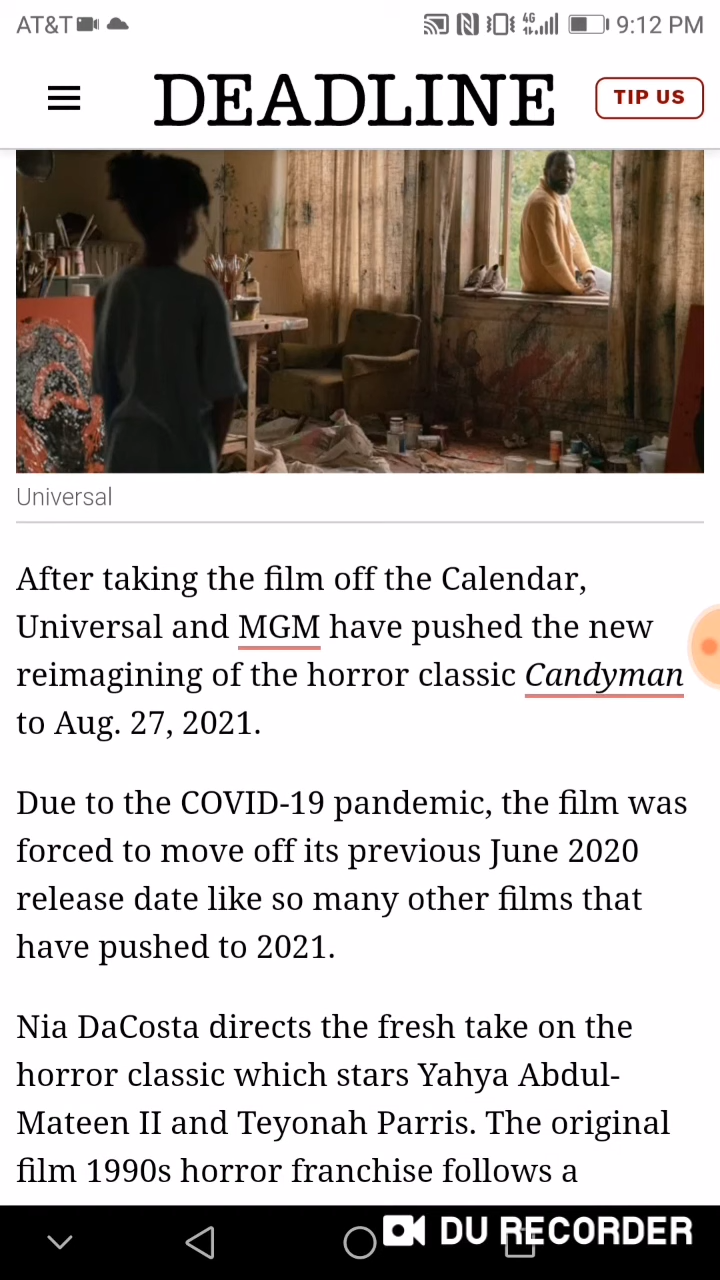 AT&T 4G 9:12 PM
DEADLINE TIP US
Universal
After taking the film off the Calendar,
Universal and MGM have pushed the new
reimagining of the horror classic Candyman
to Aug. 27, 2021.
Due to the COVID-19 pandemic, the film was
forced to move off its previous June 2020
release date like so many other films that
have pushed to 2021.
Nia DaCosta directs the fresh take on the
horror classic which stars Yahya Abdul-
Mateen II and Teyonah Parris. The original
film 1990s horror franchise follows a
DU RECORDER